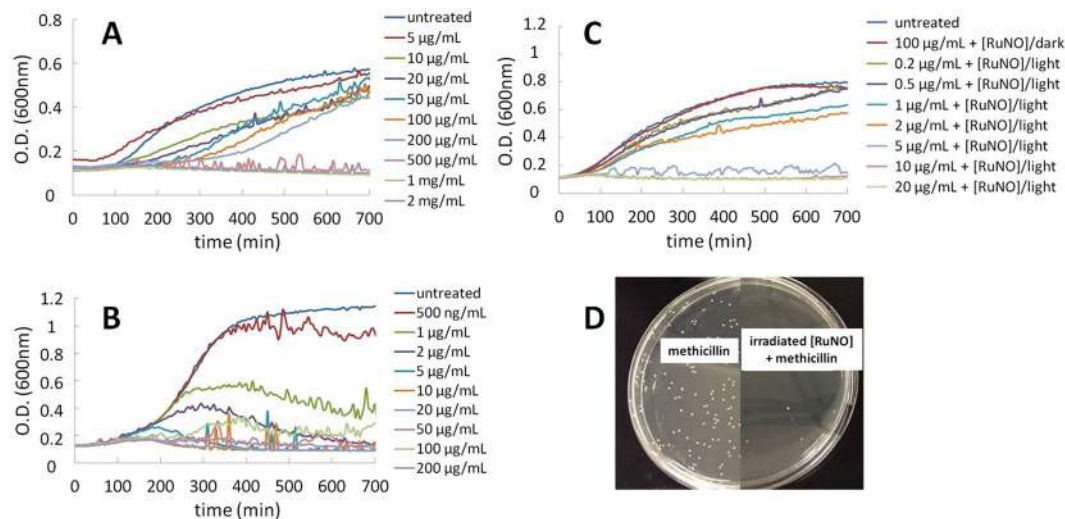 A
O.D. (600nm)
0.8
0.6
0.4
0.2
0
0 100 200 300 400 500 600 700
time (min)
untreated
5 µg/mL
10 µg/mL
20 µg/mL
50 µg/mL
100 µg/mL
200 µg/mL
500 µg/mL
1 mg/mL
2 mg/mL
C
O.D. (600nm)
1.2
1
0.8
0.6
0.4
0.2
0
0 100 200 300 400 500 600 700
time (min)
untreated
100 µg/mL + [RuNO]/dark
0.2 µg/mL + [RuNO]/light
0.5 µg/mL + [RuNO]/light
1 µg/mL + [RuNO]/light
2 µg/mL + [RuNO]/light
5 µg/mL + [RuNO]/light
10 µg/mL + [RuNO]/light
20 µg/mL + [RuNO]/light
B
O.D. (600nm)
1.2
1
0.8
0.6
0.4
0.2
0
0 100 200 300 400 500 600 700
time (min)
untreated
500 ng/mL
1 µg/mL
2 µg/mL
5 µg/mL
10 µg/mL
20 µg/mL
50 µg/mL
100 µg/mL
200 µg/mL
D
methicillin
irradiated [RuNO]
+ methicillin